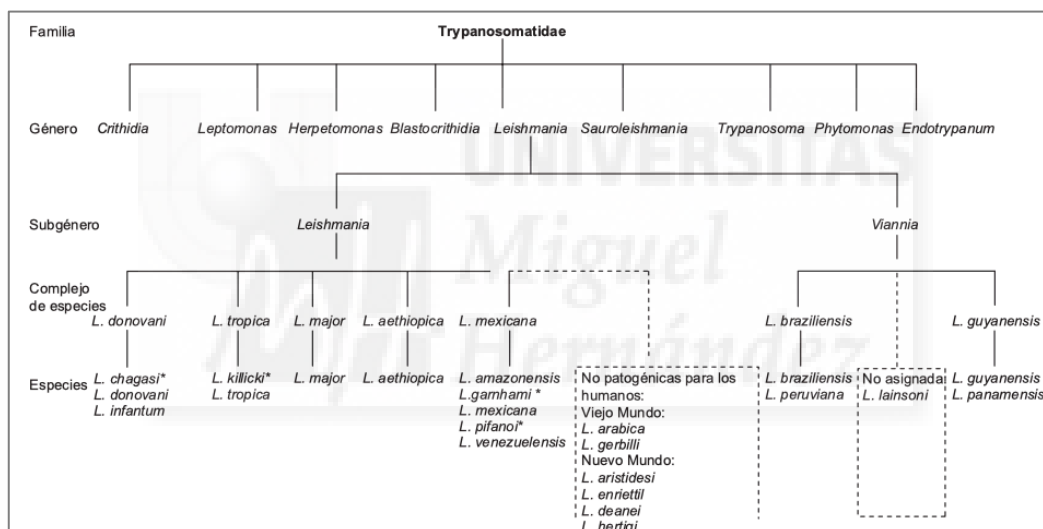 Familia Trypanosomatidae
Género Crithidia Leptomonas Herpetomonas Blastocrithidia Leishmania Sauroleishmania Trypanosoma Phytomonas Endotrypanum
Subgénero Leishmania Viannia
Complejo
de especies
L. donovani L. tropica L. major L. aethiopica L. mexicana L. braziliensis L. guyanensis
Especies
L. chagasi* L. killicki* L. major L. aethiopica L. amazonensis No patogénicas para los L. braziliensis No asignada L. guyanensis
L. donovani L. tropica L.garnhami * humanos: L. peruviana L. lainsoni L. panamensis
L. infantum L. mexicana Viejo Mundo:
L. pifanoi* L. arabica
L. venezuelensis L. gerbilli
Nuevo Mundo:
L. aristidesi
L. enriettil
L. deanei
L. hertigi
UNIVERSITAS
Miguel
Hernández